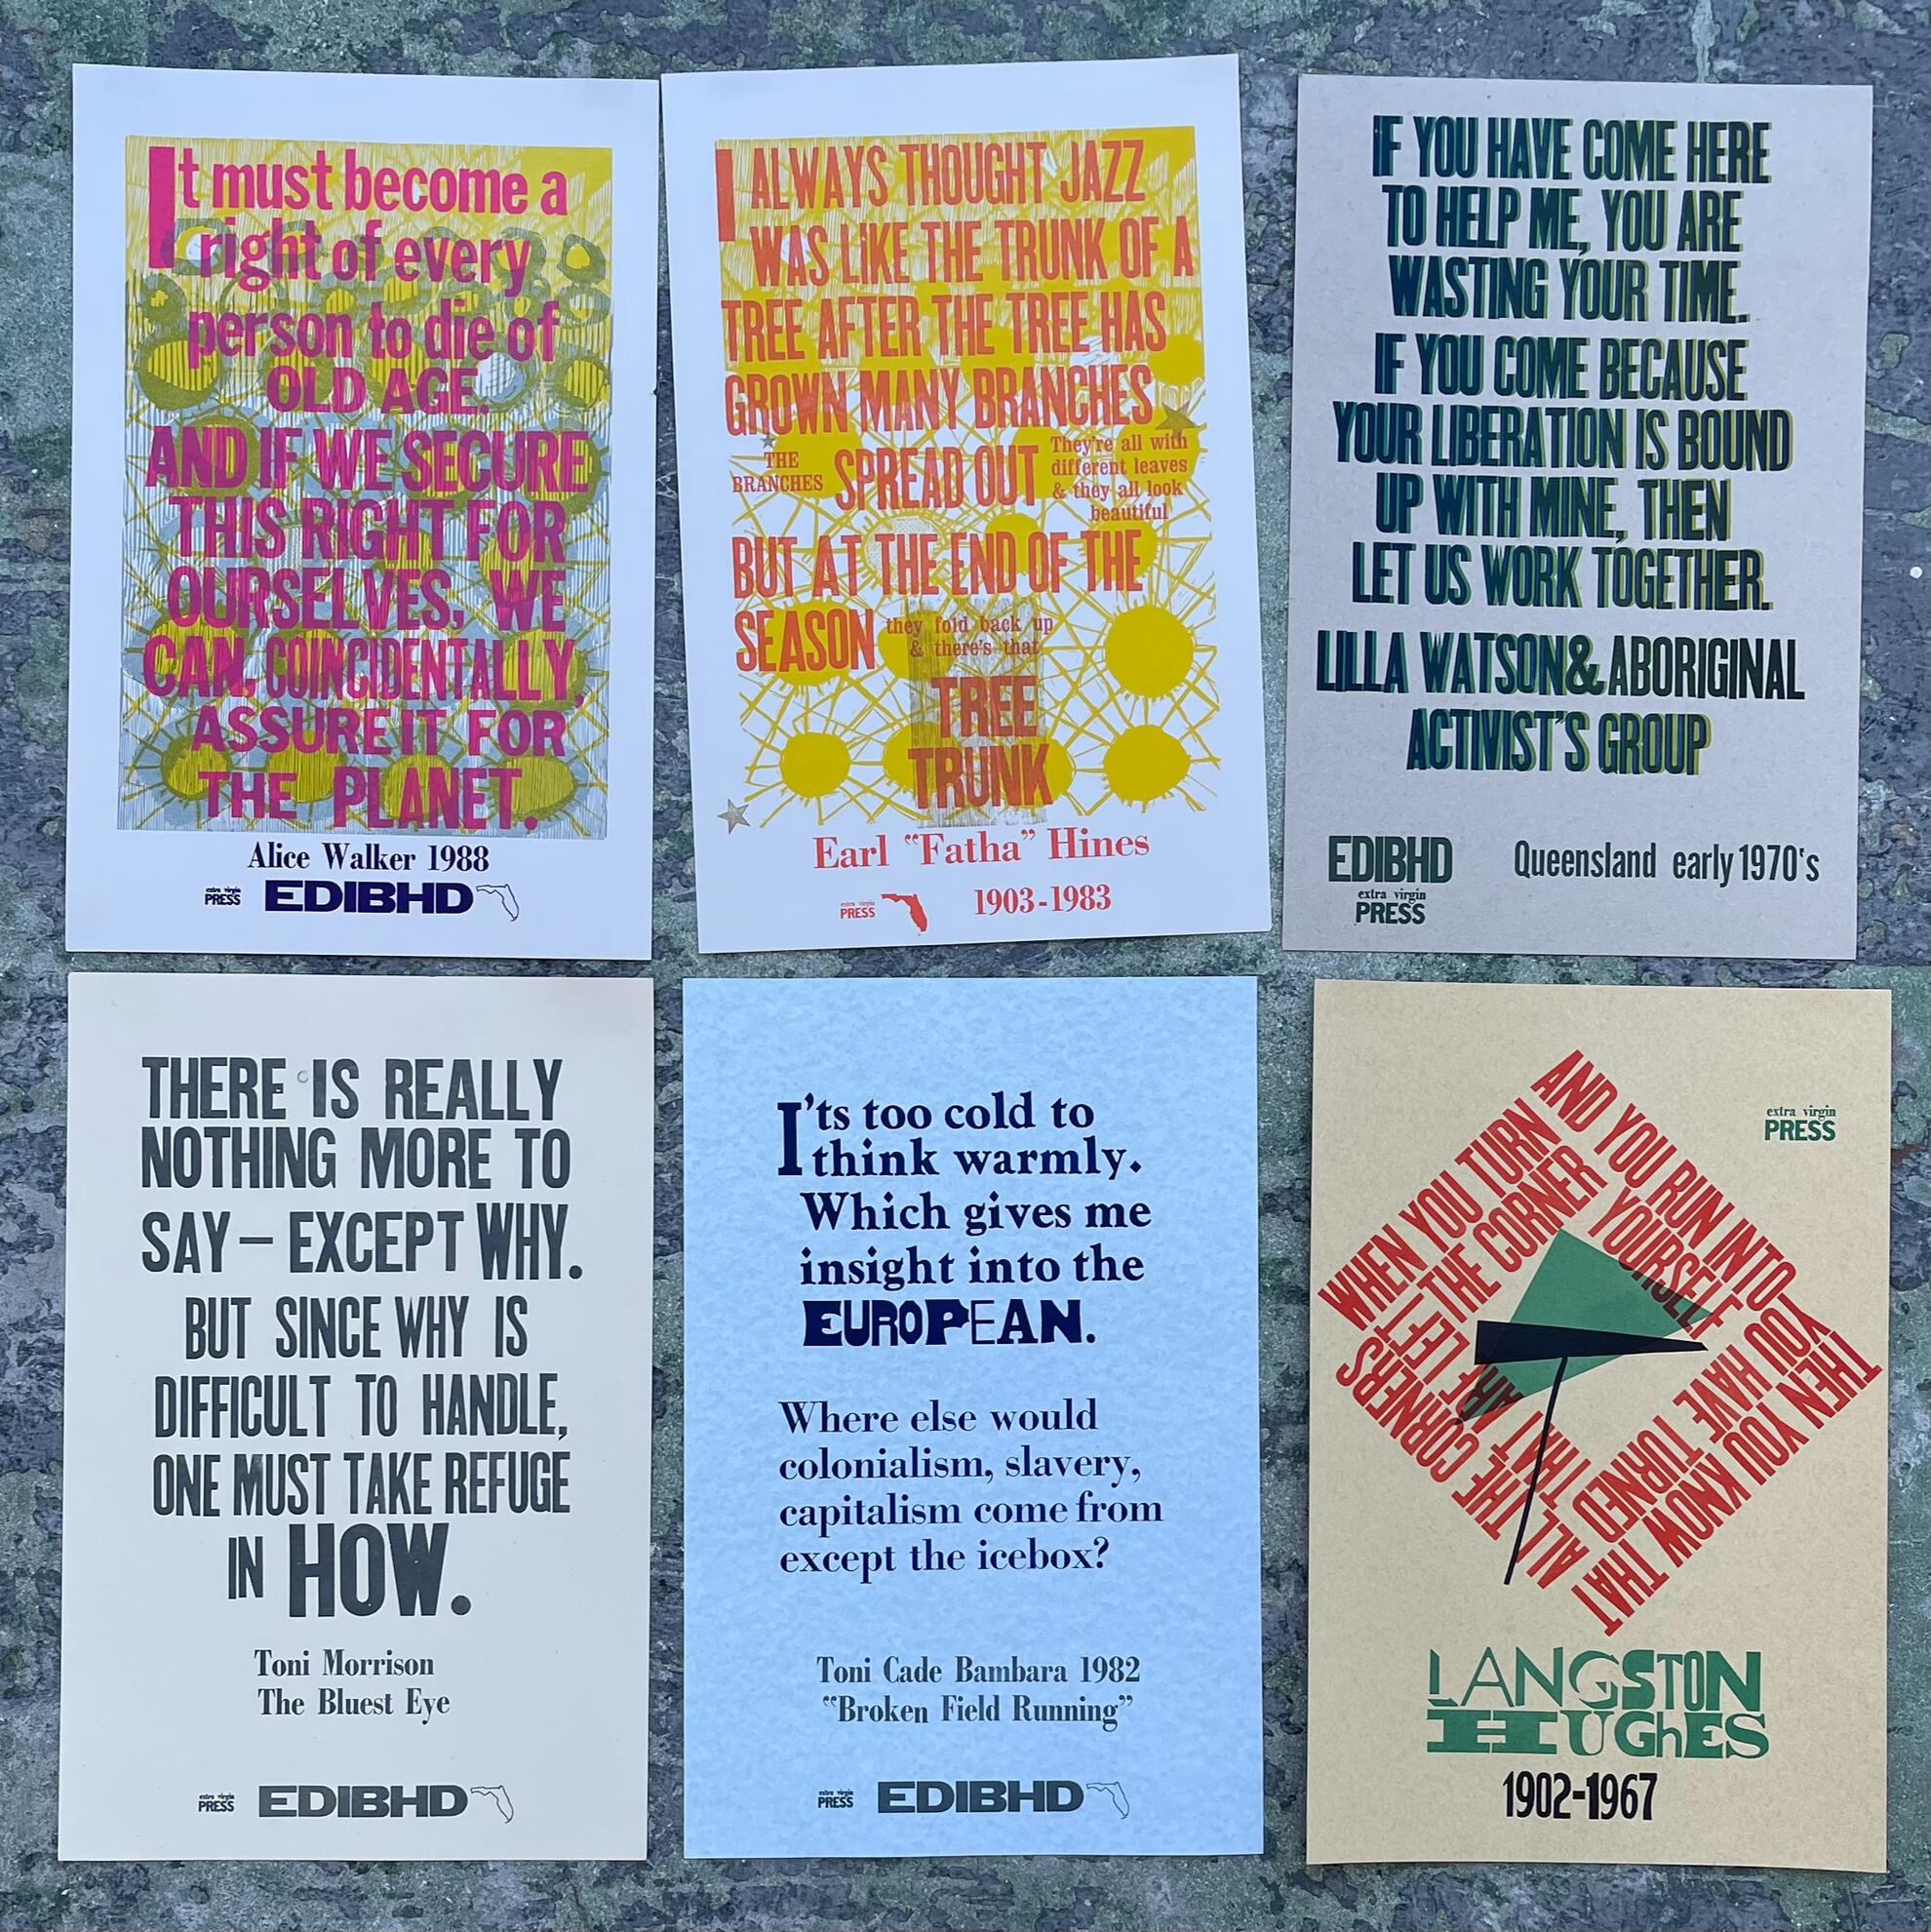 It must become a
right of every
person to die of
OLD AGE.
AND IF WE SECURE
THIS RIGHT FOR
OURSELVES, WE
CAN, COINCIDENTALLY,
ASSURE IT FOR
THE PLANET.
Alice Walker 1988
extra virgin
PRESS
EDIBHD
I ALWAYS THOUGHT JAZZ
WAS LIKE THE TRUNK OF A
TREE AFTER THE TREE HAS
GROWN MANY BRANCHES
THE
BRANCHES
SPREAD OUT
They're all with
different leaves
& they all look
beautiful
BUT AT THE END OF THE
SEASON
they fold back up
& there's that
TREE
TRUNK
Earl “Fatha” Hines
extra virgin
PRESS
1903-1983
IF YOU HAVE COME HERE
TO HELP ME, YOU ARE
WASTING YOUR TIME.
IF YOU COME BECAUSE
YOUR LIBERATION IS BOUND
UP WITH MINE, THEN
LET US WORK TOGETHER.
LILLA WATSON & ABORIGINAL
ACTIVIST'S GROUP
EDIBHD
extra virgin
PRESS
Queensland early 1970's
THERE IS REALLY
NOTHING MORE TO
SAY — EXCEPT WHY.
BUT SINCE WHY IS
DIFFICULT TO HANDLE,
ONE MUST TAKE REFUGE
IN HOW.
Toni Morrison
The Bluest Eye
extra virgin
PRESS
EDIBHD
I'ts too cold to
think warmly.
Which gives me
insight into the
EUROPEAN.
Where else would
colonialism, slavery,
capitalism come from
except the icebox?
Toni Cade Bambara 1982
“Broken Field Running”
extra virgin
PRESS
EDIBHD
extra virgin
PRESS
WHEN YOU TURN
THE CORNER
AND YOU RUN INTO
YOURSELF
THEN YOU KNOW THAT
YOU HAVE TURNED
ALL THE CORNERS
THAT ARE LEFT
LANGSTON
HUGhES
1902-1967